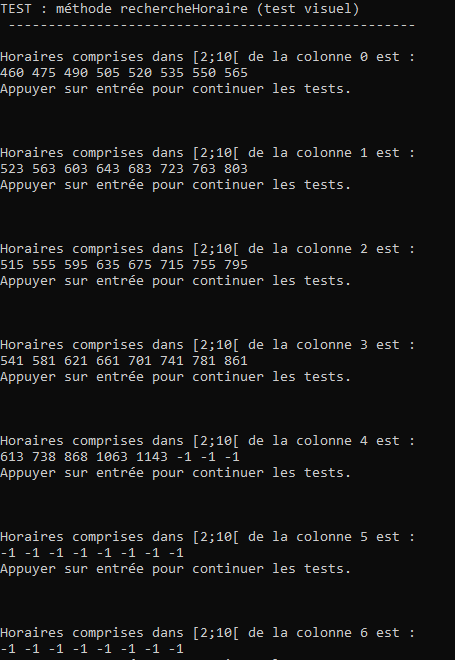 TEST : méthode rechercheHoraire (test visuel)
---------------------------------------------------
Horaires comprises dans [2;10[ de la colonne 0 est :
460 475 490 505 520 535 550 565
Appuyer sur entrée pour continuer les tests.
Horaires comprises dans [2;10[ de la colonne 1 est :
523 563 603 643 683 723 763 803
Appuyer sur entrée pour continuer les tests.
Horaires comprises dans [2;10[ de la colonne 2 est :
515 555 595 635 675 715 755 795
Appuyer sur entrée pour continuer les tests.
Horaires comprises dans [2;10[ de la colonne 3 est :
541 581 621 661 701 741 781 861
Appuyer sur entrée pour continuer les tests.
Horaires comprises dans [2;10[ de la colonne 4 est :
613 738 868 1063 1143 -1 -1 -1
Appuyer sur entrée pour continuer les tests.
Horaires comprises dans [2;10[ de la colonne 5 est :
-1 -1 -1 -1 -1 -1 -1 -1
Appuyer sur entrée pour continuer les tests.
Horaires comprises dans [2;10[ de la colonne 6 est :
-1 -1 -1 -1 -1 -1 -1 -1